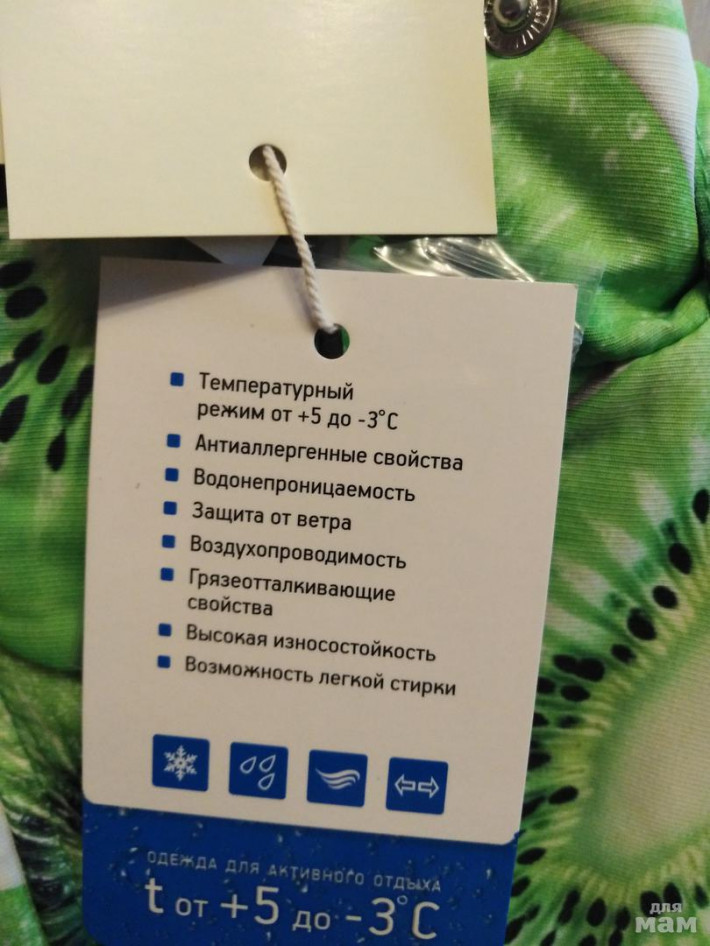 Температурный
режим от +5 до -3°C
Антиаллергенные свойства
Водонепроницаемость
Защита от ветра
Воздухопроводимость
Грязеотталкивающие
свойства
Высокая износостойкость
Возможность легкой стирки
ОДЕЖДА ДЛЯ АКТИВНОГО ОТДЫХА
t от +5 до -3°C
для
мам